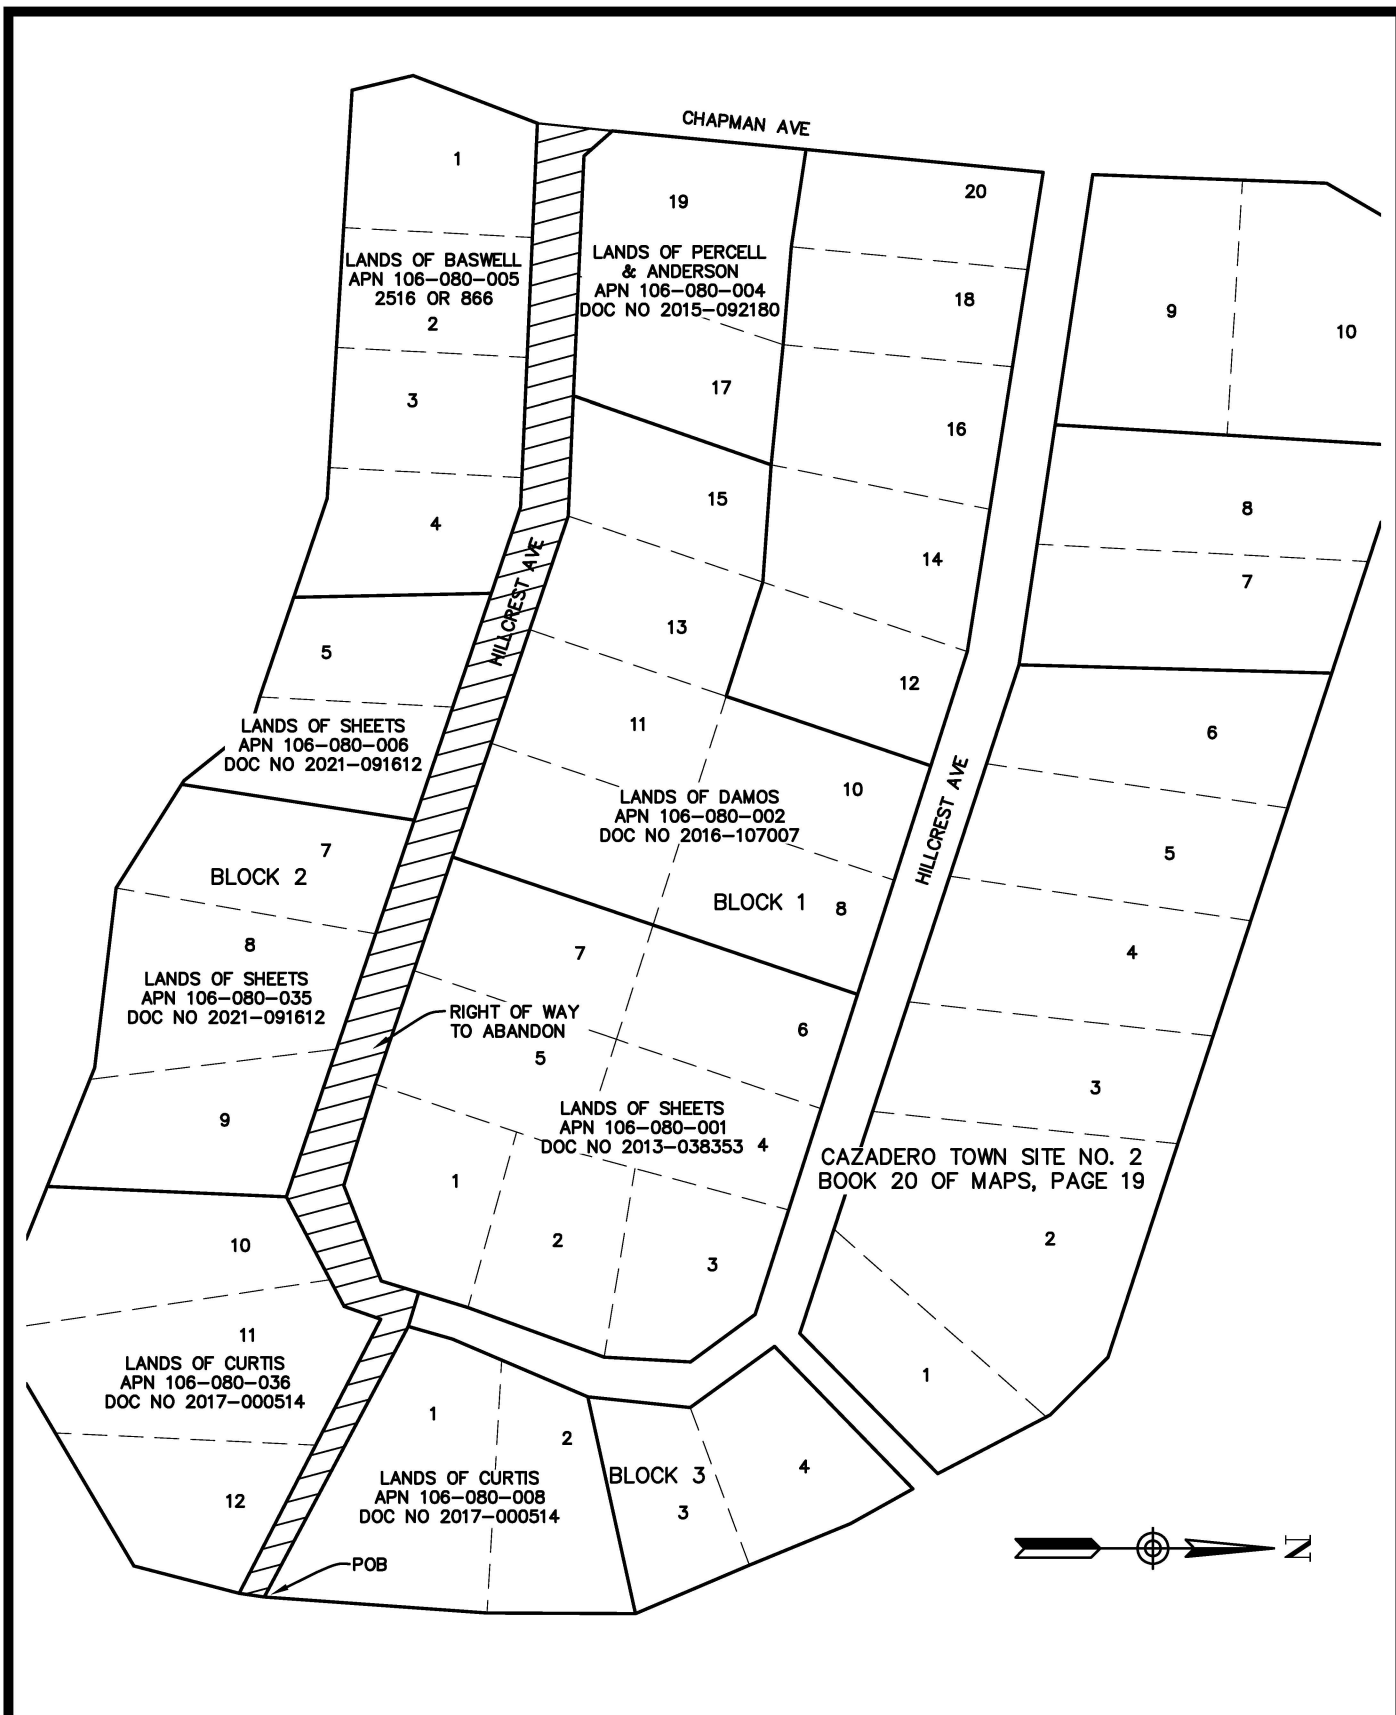 CHAPMAN AVE
1
19
20
LANDS OF BASWELL
APN 106-080-005
2516 OR 866
2
LANDS OF PERCELL
& ANDERSON
APN 106-080-004
DOC NO 2015-092180
18
9
10
3
17
16
4
15
14
8
7
HILLCREST AVE
5
13
12
LANDS OF SHEETS
APN 106-080-006
DOC NO 2021-091612
11
6
LANDS OF DAMOS
APN 106-080-002
DOC NO 2016-107007
10
HILLCREST AVE
7
BLOCK 2
BLOCK 1
8
5
8
LANDS OF SHEETS
APN 106-080-035
DOC NO 2021-091612
7
4
RIGHT OF WAY
TO ABANDON
5
6
3
9
LANDS OF SHEETS
APN 106-080-001
DOC NO 2013-038353
4
CAZADERO TOWN SITE NO. 2
BOOK 20 OF MAPS, PAGE 19
1
2
3
2
10
11
LANDS OF CURTIS
APN 106-080-036
DOC NO 2017-000514
1
1
2
BLOCK 3
4
3
12
LANDS OF CURTIS
APN 106-080-008
DOC NO 2017-000514
POB
N